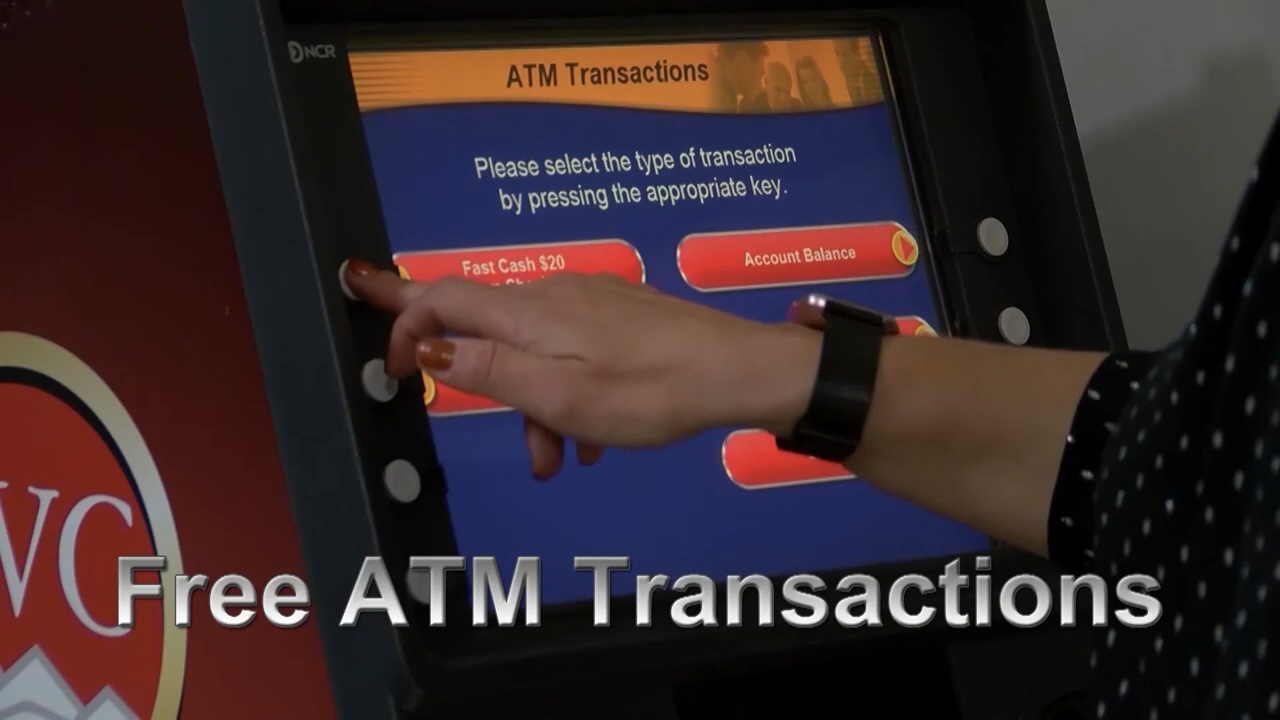 NCR
ATM Transactions
Please select the type of transaction
by pressing the appropriate key.
Fast Cash $20
Account Balance
VC
Free ATM Transactions